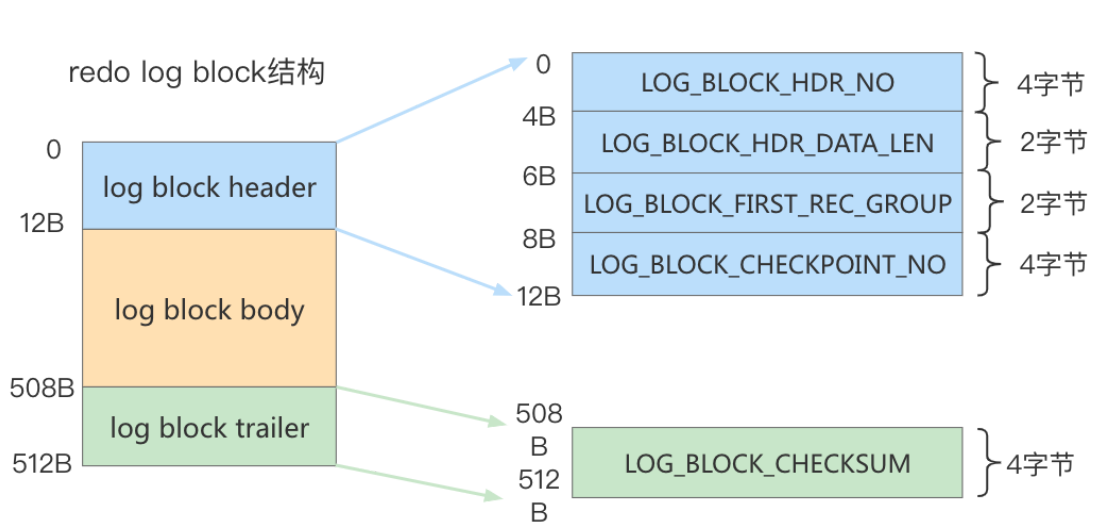 redo log block结构
0
log block header
12B
log block body
508B
log block trailer
512B
0
LOG_BLOCK_HDR_NO
4字节
4B
LOG_BLOCK_HDR_DATA_LEN
2字节
6B
LOG_BLOCK_FIRST_REC_GROUP
2字节
8B
LOG_BLOCK_CHECKPOINT_NO
4字节
12B
508
B
LOG_BLOCK_CHECKSUM
4字节
512
B